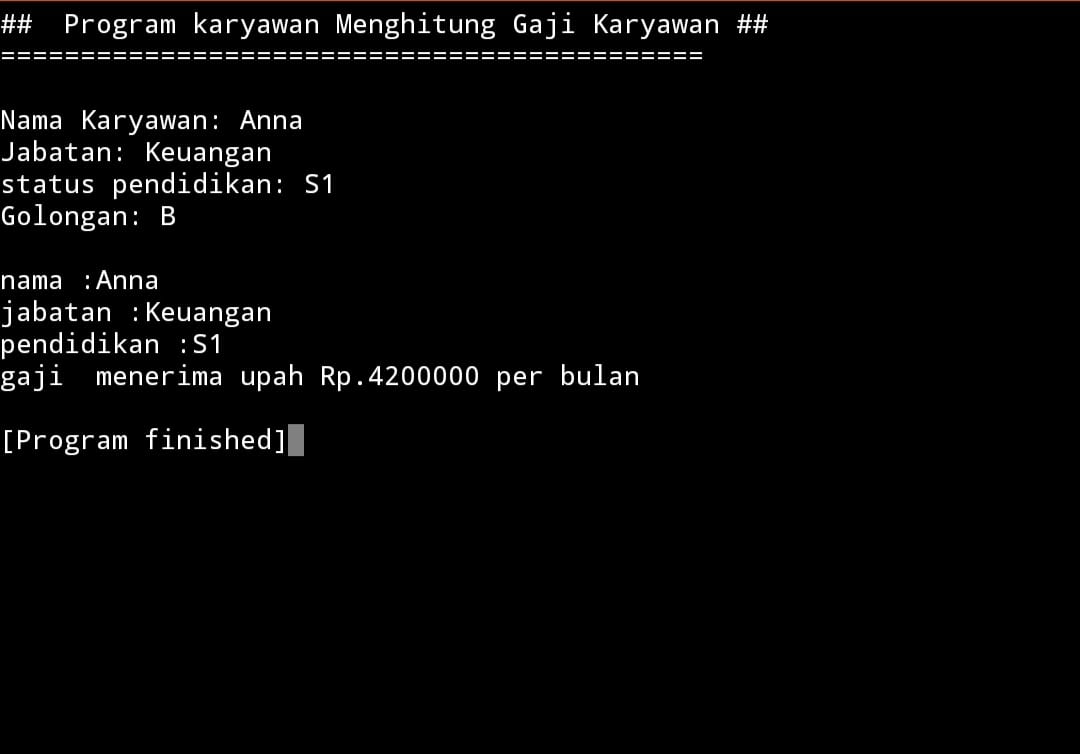 ##  Program karyawan Menghitung Gaji Karyawan ##
============================================
Nama Karyawan: Anna
Jabatan: Keuangan
status pendidikan: S1
Golongan: B
nama :Anna
jabatan :Keuangan
pendidikan :S1
gaji  menerima upah Rp.4200000 per bulan
[Program finished]